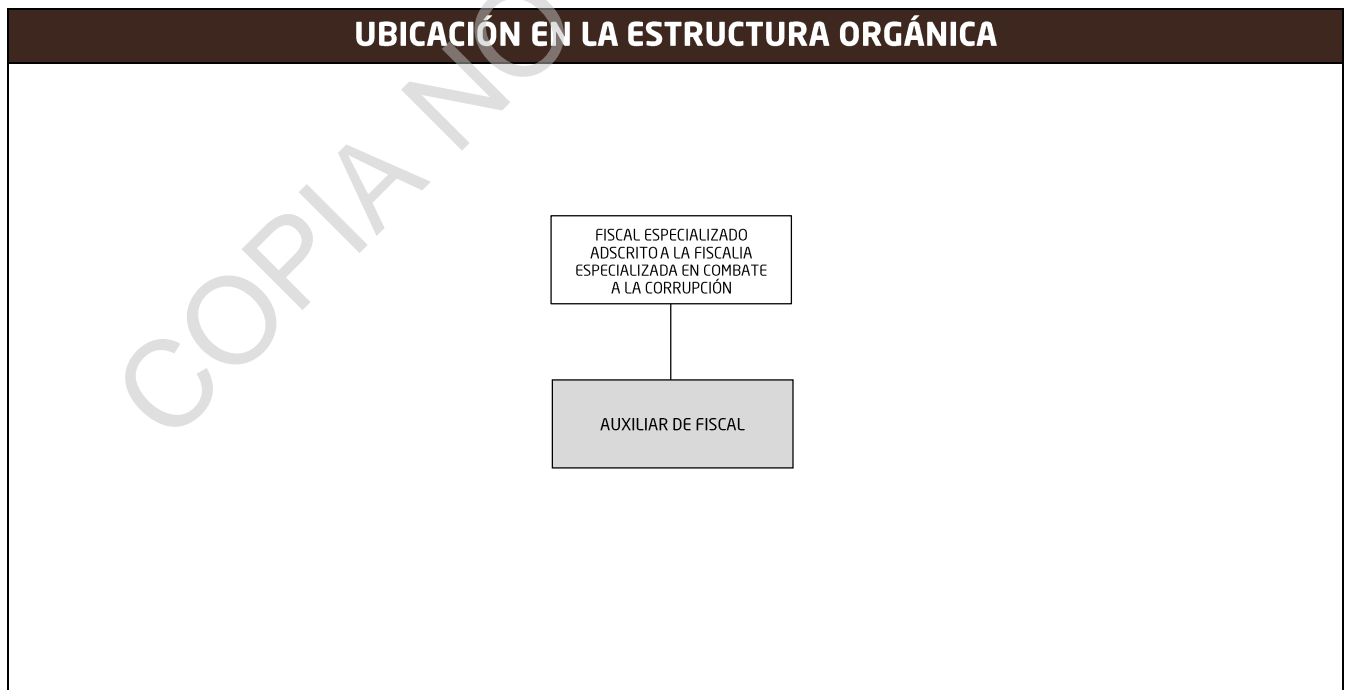 UBICACIÓN EN LA ESTRUCTURA ORGÁNICA
COPIA NO
FISCAL ESPECIALIZADO
ADSCRITO A LA FISCALIA
ESPECIALIZADA EN COMBATE
A LA CORRUPCIÓN
AUXILIAR DE FISCAL